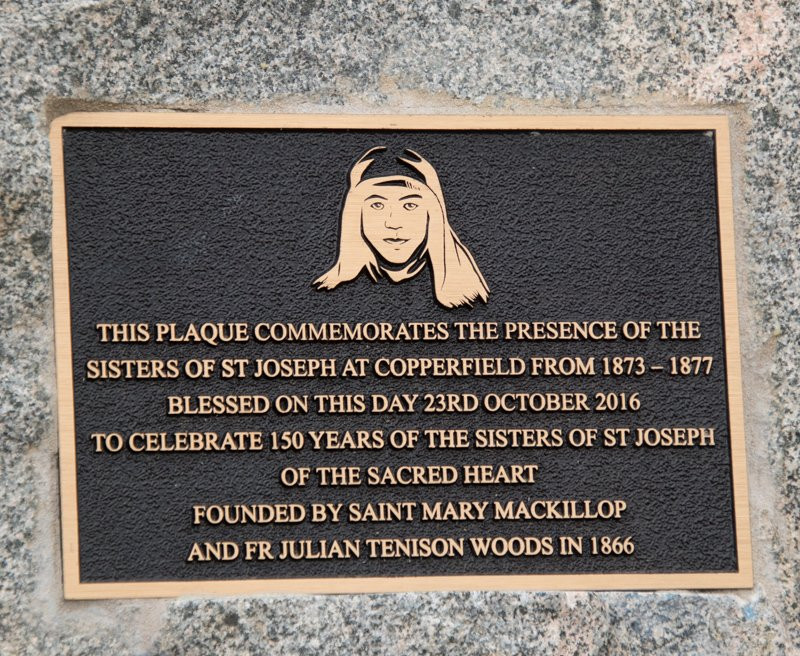 THIS PLAQUE COMMEMORATES THE PRESENCE OF THE
SISTERS OF ST JOSEPH AT COPPERFIELD FROM 1873 – 1877
BLESSED ON THIS DAY 23RD OCTOBER 2016
TO CELEBRATE 150 YEARS OF THE SISTERS OF ST JOSEPH
OF THE SACRED HEART
FOUNDED BY SAINT MARY MACKILLOP
AND FR JULIAN TENISON WOODS IN 1866